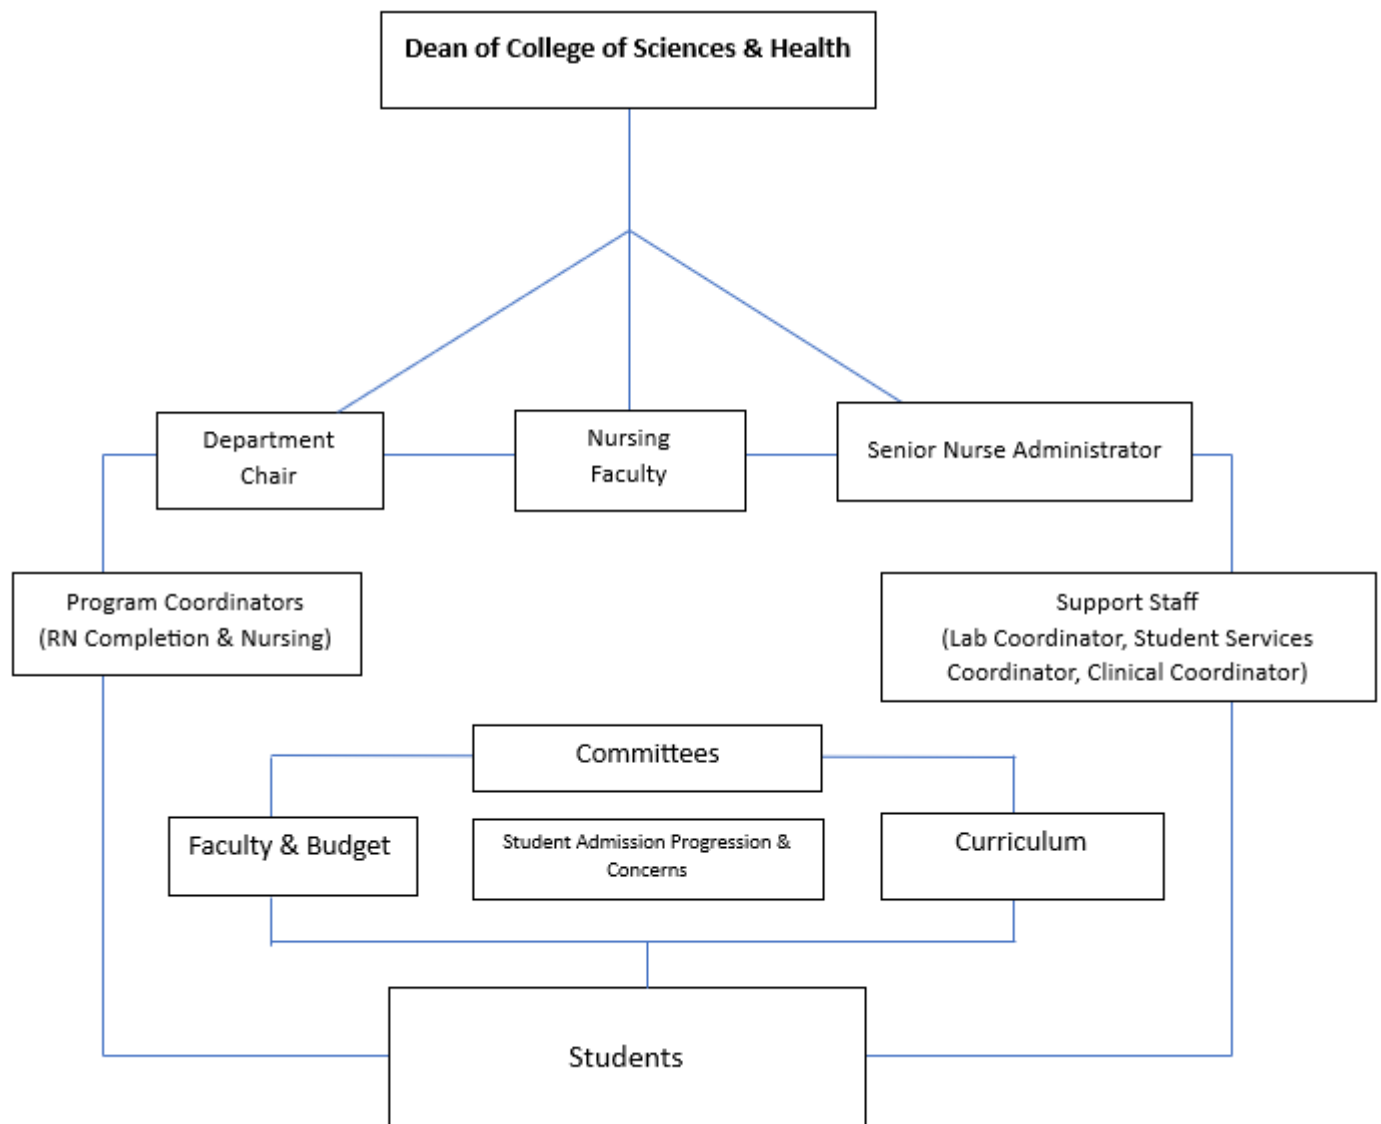 Dean of College of Sciences & Health
Department
Chair
Nursing
Faculty
Senior Nurse Administrator
Program Coordinators
(RN Completion & Nursing)
Support Staff
(Lab Coordinator, Student Services
Coordinator, Clinical Coordinator)
Committees
Faculty & Budget
Student Admission Progression &
Concerns
Curriculum
Students